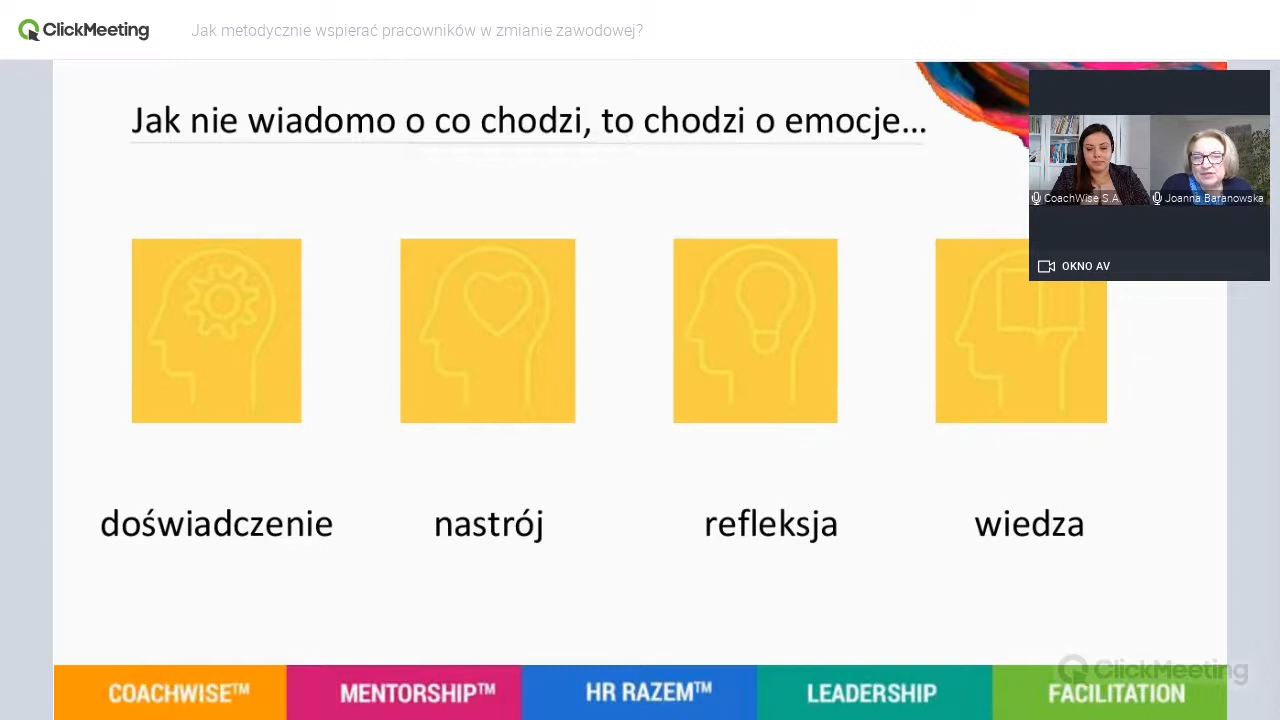 ClickMeeting
Jak metodycznie wspierać pracowników w zmianie zawodowej?
Jak nie wiadomo o co chodzi, to chodzi o emocje...
CoachWise S.A.
Joanna Baranowska
OKNO AV
doświadczenie
nastrój
refleksja
wiedza
ClickMeeting
COACHWISE™
MENTORSHIP™
HR RAZEM™
LEADERSHIP
FACILITATION